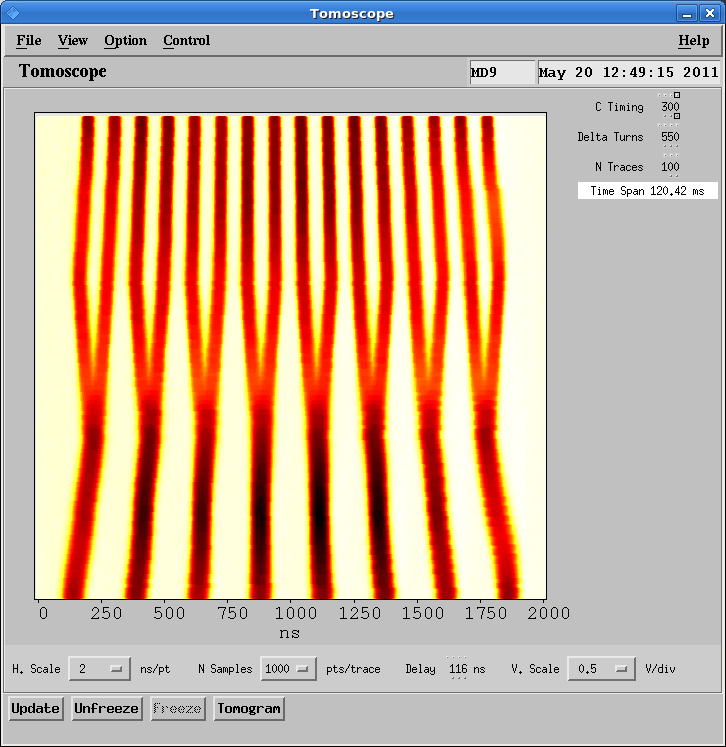 Tomoscope
File View Option Control Help
Tomoscope MD9 May 20 12:49:15 2011
C Timing 300
Delta Turns 550
N Traces 100
Time Span 120.42 ms
0 250 500 750 1000 1250 1500 1750 2000
ns
H. Scale 2 ns/pt N Samples 1000 pts/trace Delay 116 ns V. Scale 0.5 V/div
Update Unfreeze Freeze Tomogram